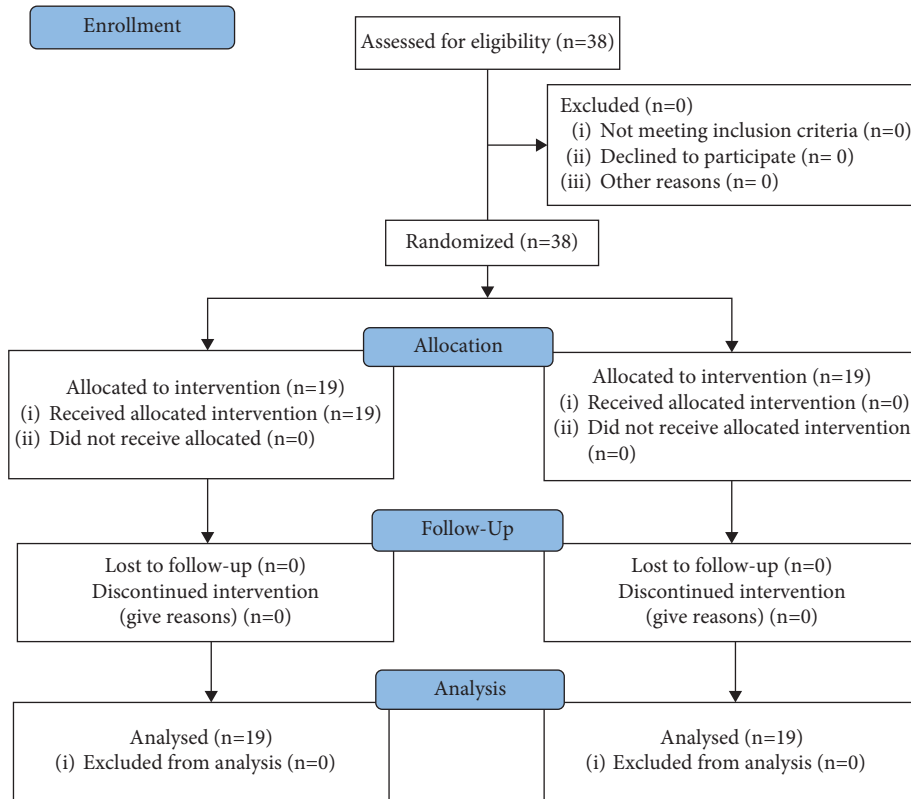 Enrollment
Assessed for eligibility (n=38)
Excluded (n=0)
(i) Not meeting inclusion criteria (n=0)
(ii) Declined to participate (n= 0)
(iii) Other reasons (n= 0)
Randomized (n=38)
Allocation
Allocated to intervention (n=19)
(i) Received allocated intervention (n=19)
(ii) Did not receive allocated (n=0)
Allocated to intervention (n=19)
(i) Received allocated intervention (n=0)
(ii) Did not receive allocated intervention
(n=0)
Follow-Up
Lost to follow-up (n=0)
Discontinued intervention
(give reasons) (n=0)
Lost to follow-up (n=0)
Discontinued intervention
(give reasons) (n=0)
Analysis
Analysed (n=19)
(i) Excluded from analysis (n=0)
Analysed (n=19)
(i) Excluded from analysis (n=0)